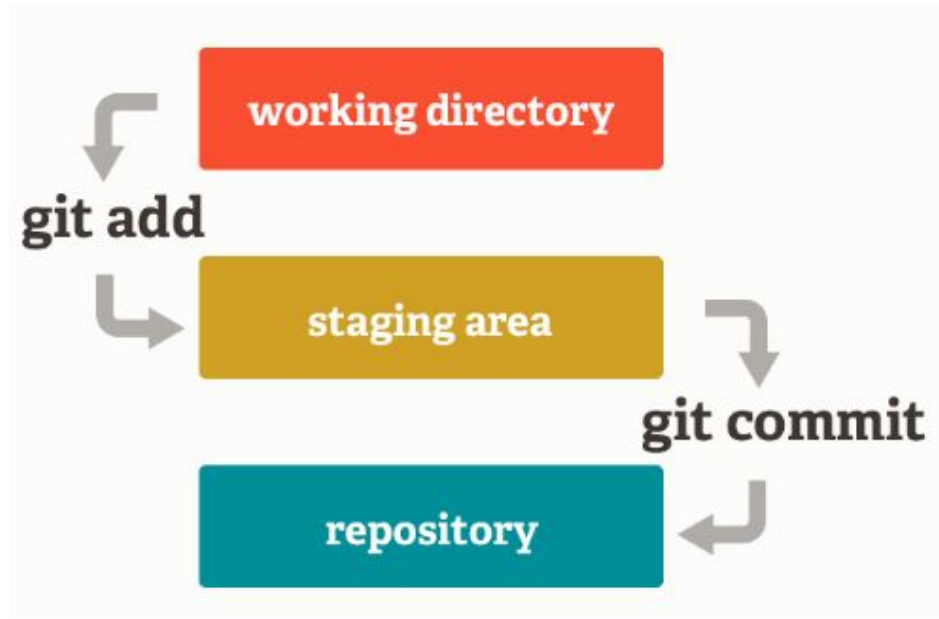 working directory
git add
staging area
git commit
repository